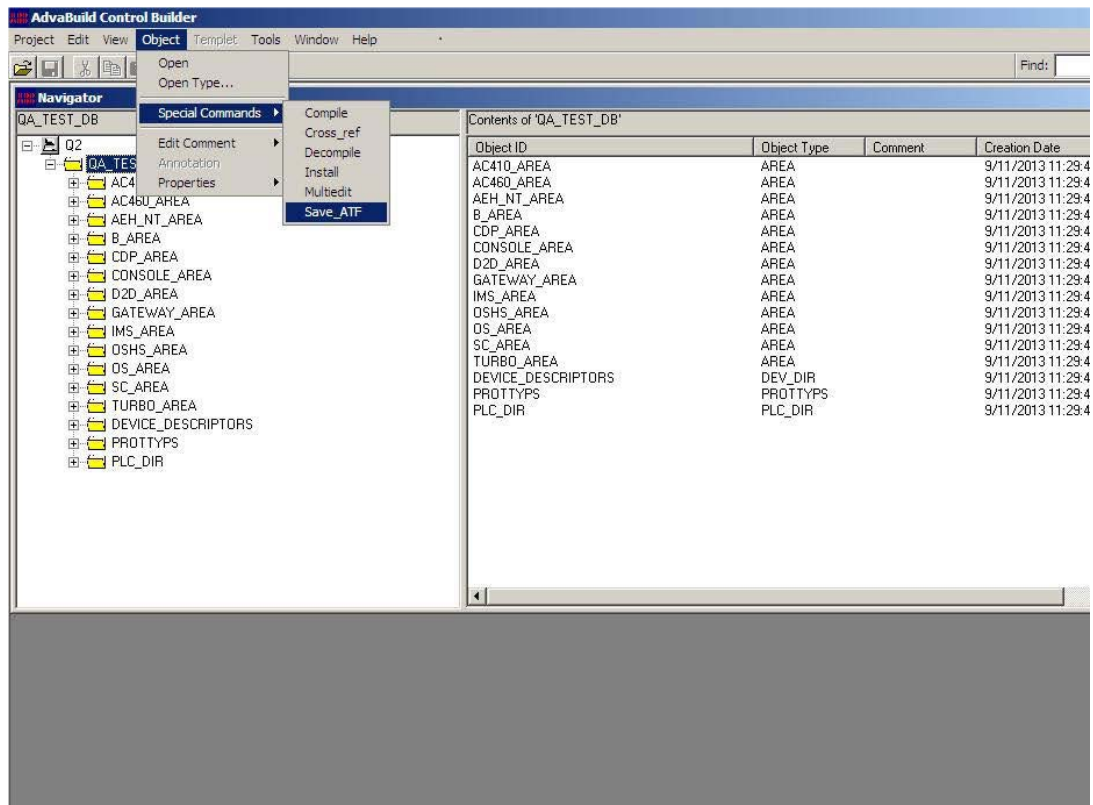 ABB AdvaBuild Control Builder
Project Edit View Object Templet Tools Window Help
Open
Open Type...
Special Commands
Edit Comment
Annotation
Properties
Compile
Cross_ref
Decompile
Install
Multiedit
Save_ATF
Find:
ABB Navigator
QA_TEST_DB
Q2
QA_TES
AC4
AC460_AREA
AEH_NT_AREA
B_AREA
CDP_AREA
CONSOLE_AREA
D2D_AREA
GATEWAY_AREA
IMS_AREA
OSHS_AREA
OS_AREA
SC_AREA
TURBO_AREA
DEVICE_DESCRIPTORS
PROTTYPS
PLC_DIR
Contents of 'QA_TEST_DB'
Object ID Object Type Comment Creation Date
AC410_AREA AREA 9/11/2013 11:29:4
AC460_AREA AREA 9/11/2013 11:29:4
AEH_NT_AREA AREA 9/11/2013 11:29:4
B_AREA AREA 9/11/2013 11:29:4
CDP_AREA AREA 9/11/2013 11:29:4
CONSOLE_AREA AREA 9/11/2013 11:29:4
D2D_AREA AREA 9/11/2013 11:29:4
GATEWAY_AREA AREA 9/11/2013 11:29:4
IMS_AREA AREA 9/11/2013 11:29:4
OSHS_AREA AREA 9/11/2013 11:29:4
OS_AREA AREA 9/11/2013 11:29:4
SC_AREA AREA 9/11/2013 11:29:4
TURBO_AREA AREA 9/11/2013 11:29:4
DEVICE_DESCRIPTORS DEV_DIR 9/11/2013 11:29:4
PROTTYPS PROTTYPS 9/11/2013 11:29:4
PLC_DIR PLC_DIR 9/11/2013 11:29:4